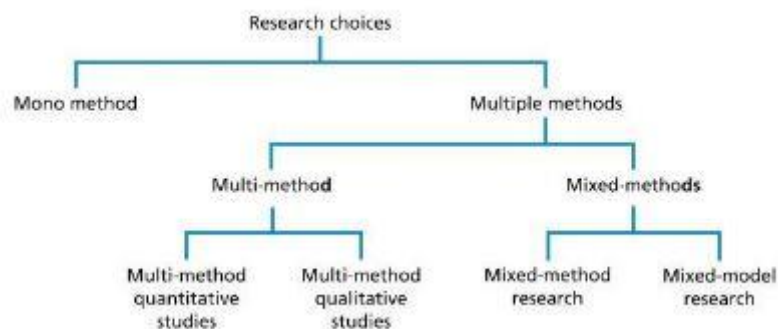 Research choices
Mono method
Multiple methods
Multi-method
Mixed-methods
Multi-method
quantitative
studies
Multi-method
qualitative
studies
Mixed-method
research
Mixed-model
research